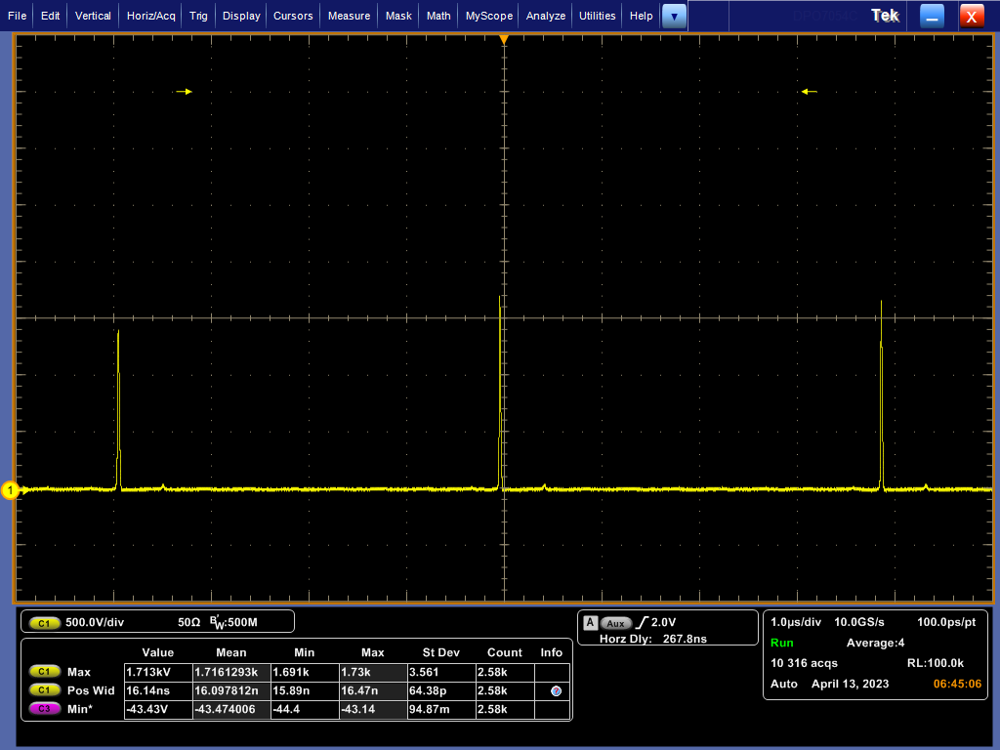 File Edit Vertical Horiz/Acq Trig Display Cursors Measure Mask Math MyScope Analyze Utilities Help Tek X
1
C1 500.0V/div 50Ω BW:500M
A Aux 2.0V
Horz Dly: 267.8ns
1.0µs/div 10.0GS/s 100.0ps/pt
Run Average:4
10 316 acqs RL:100.0k
Auto April 13, 2023 06:45:06
Value Mean Min Max St Dev Count Info
C1 Max 1.713kV 1.7161293k 1.691k 1.73k 3.561 2.58k
C1 Pos Wid 16.14ns 16.097812n 15.89n 16.47n 64.38p 2.58k ?
C3 Min* -43.43V -43.474006 -44.4 -43.14 94.87m 2.58k